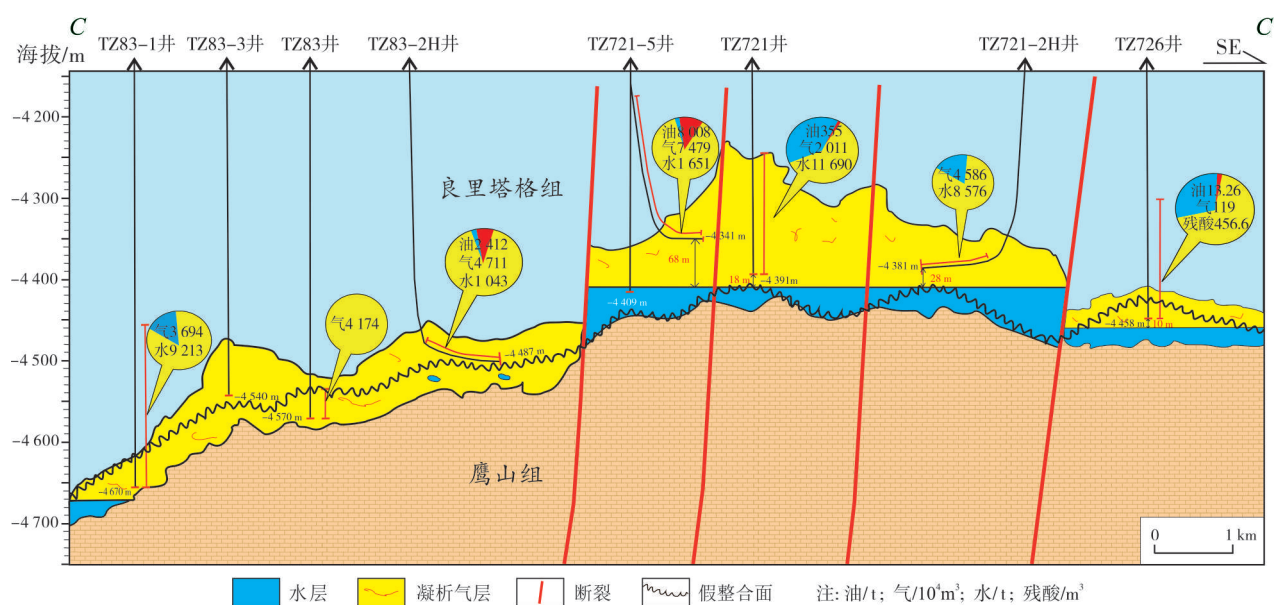 C
C
海拔/m
TZ83-1井
TZ83-3井
TZ83井
TZ83-2H井
TZ721-5井
TZ721井
TZ721-2H井
TZ726井
SE
-4 200
-4 300
-4 400
-4 500
-4 600
-4 700
良里塔格组
鹰山组
气3 694
水9 213
气4 174
油2 412
气4 711
水1 043
油8 008
气7 479
水1 651
油355
气2 011
水11 690
气4 586
水8 576
油13.26
气119
残酸456.6
-4 670 m
-4 540 m
-4 570 m
-4 487 m
-4 341 m
68 m
-4 409 m
18 m
-4 391m
-4 381 m
28 m
-4 458 m
10 m
0 1 km
水层
凝析气层
断裂
假整合面
注: 油/t; 气/10⁴m³; 水/t; 残酸/m³